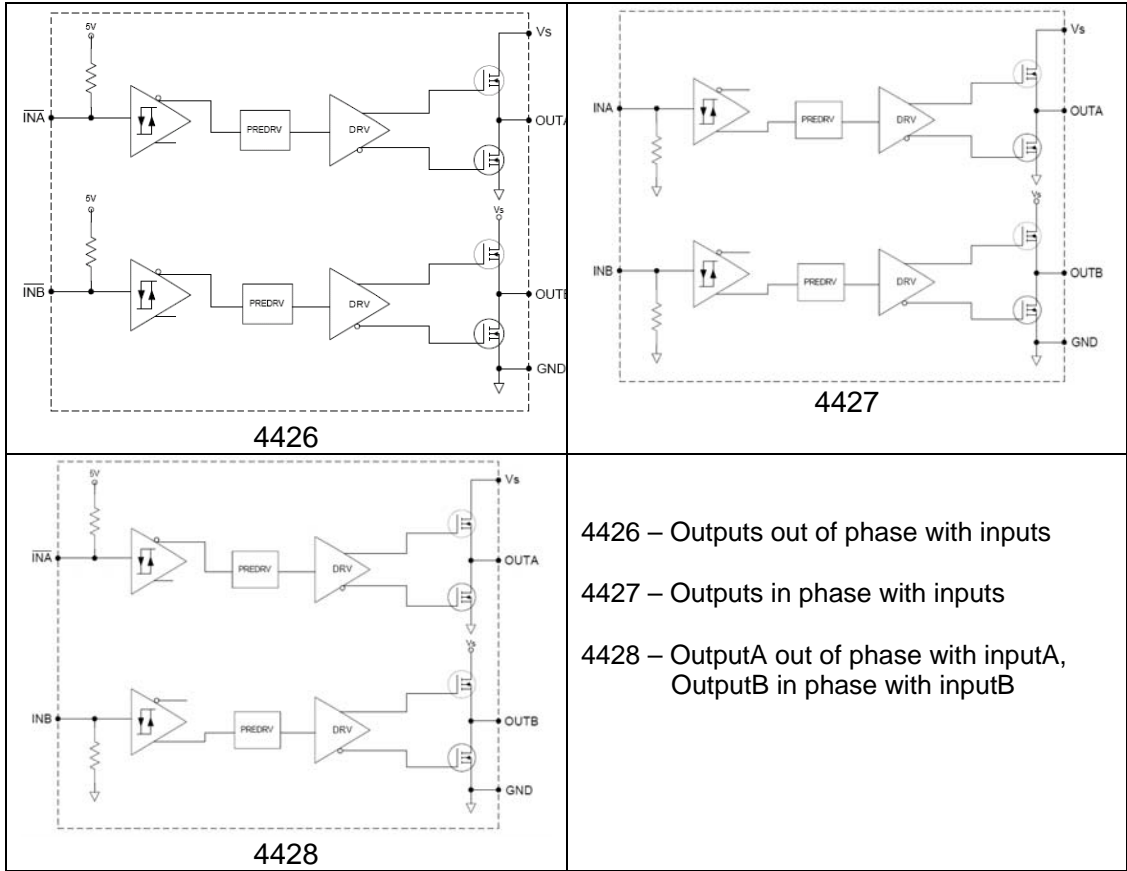 5V
Vs
INA
PREDRV
DRV
OUTA
5V
Vs
INB
PREDRV
DRV
OUTB
GND
4426
Vs
INA
PREDRV
DRV
OUTA
Vs
INB
PREDRV
DRV
OUTB
GND
4427
5V
Vs
INA
PREDRV
DRV
OUTA
Vs
INB
PREDRV
DRV
OUTB
GND
4428
4426 – Outputs out of phase with inputs
4427 – Outputs in phase with inputs
4428 – OutputA out of phase with inputA,
OutputB in phase with inputB